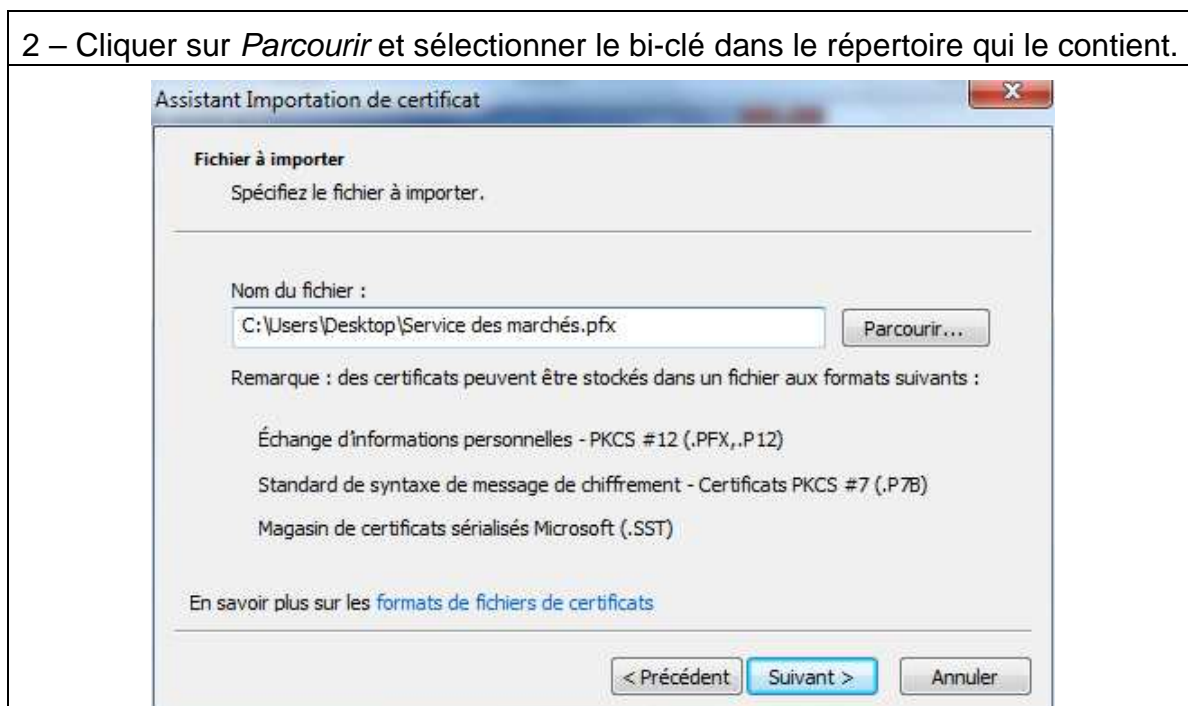 2 – Cliquer sur Parcourir et sélectionner le bi-clé dans le répertoire qui le contient.
Assistant Importation de certificat
Fichier à importer
Spécifiez le fichier à importer.
Nom du fichier :
C:\Users\Desktop\Service des marchés.pfx
Parcourir...
Remarque : des certificats peuvent être stockés dans un fichier aux formats suivants :
Échange d'informations personnelles - PKCS #12 (.PFX,.P12)
Standard de syntaxe de message de chiffrement - Certificats PKCS #7 (.P7B)
Magasin de certificats sérialisés Microsoft (.SST)
En savoir plus sur les formats de fichiers de certificats
< Précédent Suivant > Annuler